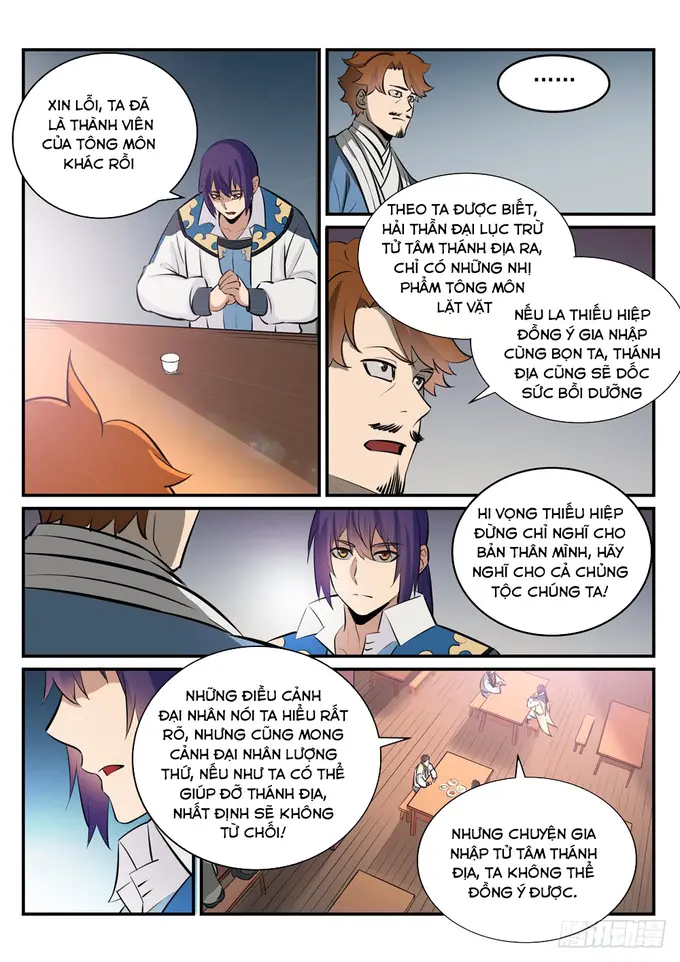 XIN LỖI, TA ĐÃ
LÀ THÀNH VIÊN
CỦA TÔNG MÔN
KHÁC RỒI
......
THEO TA ĐƯỢC BIẾT,
HẢI THẦN ĐẠI LỤC TRỪ
TỬ TÂM THÁNH ĐỊA RA,
CHỈ CÓ NHỮNG NHỊ
PHẨM TÔNG MÔN
LẶT VẶT
NẾU LA THIẾU HIỆP
ĐỒNG Ý GIA NHẬP
CÙNG BỌN TA, THÁNH
ĐỊA CŨNG SẼ DỐC
SỨC BỒI DƯỠNG
HI VỌNG THIẾU HIỆP
ĐỪNG CHỈ NGHĨ CHO
BẢN THÂN MÌNH, HÃY
NGHĨ CHO CẢ CHỦNG
TỘC CHÚNG TA!
NHỮNG ĐIỀU CẢNH
ĐẠI NHÂN NÓI TA HIỂU RẤT
RÕ, NHƯNG CŨNG MONG
CẢNH ĐẠI NHÂN LƯỢNG
THỨ, NẾU NHƯ TA CÓ THỂ
GIÚP ĐỠ THÁNH ĐỊA,
NHẤT ĐỊNH SẼ KHÔNG
TỪ CHỐI!
NHƯNG CHUYỆN GIA
NHẬP TỬ TÂM THÁNH
ĐỊA, TA KHÔNG THỂ
ĐỒNG Ý ĐƯỢC.